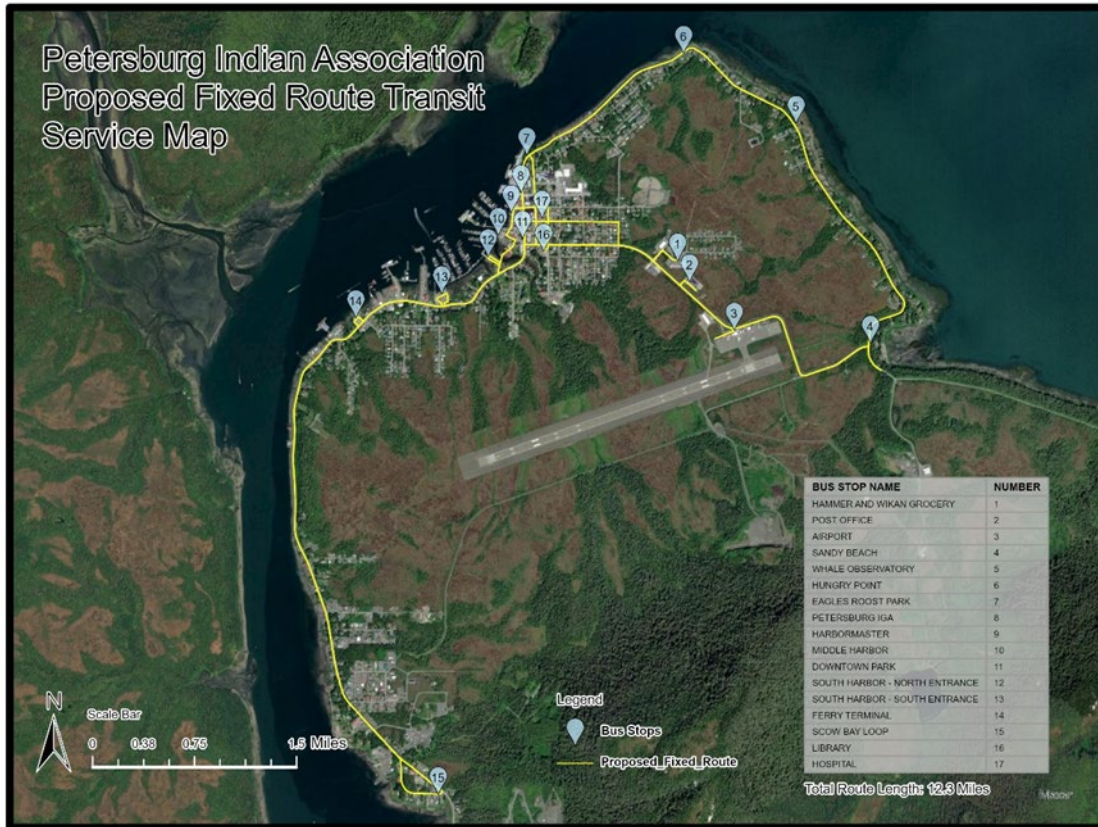 Petersburg Indian Association
Proposed Fixed Route Transit
Service Map
6
5
7
8
9
17
10
11
12
16
1
2
13
14
3
4
15
BUS STOP NAME NUMBER
HAMMER AND WIKAN GROCERY 1
POST OFFICE 2
AIRPORT 3
SANDY BEACH 4
WHALE OBSERVATORY 5
HUNGRY POINT 6
EAGLES ROOST PARK 7
PETERSBURG IGA 8
HARBORMASTER 9
MIDDLE HARBOR 10
DOWNTOWN PARK 11
SOUTH HARBOR - NORTH ENTRANCE 12
SOUTH HARBOR - SOUTH ENTRANCE 13
FERRY TERMINAL 14
SCOW BAY LOOP 15
LIBRARY 16
HOSPITAL 17
Total Route Length: 12.3 Miles
N
Scale Bar
0 0.38 0.75 1.5 Miles
Legend
Bus Stops
Proposed_Fixed_Route